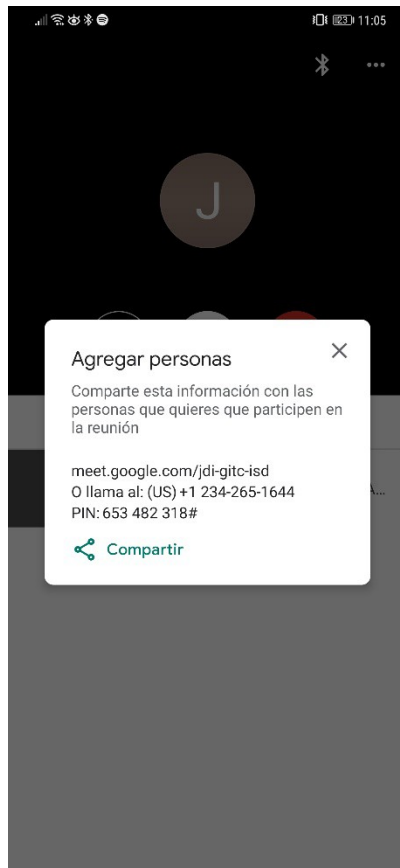 23 11:05
J
Agregar personas
Comparte esta información con las
personas que quieres que participen en
la reunión
meet.google.com/jdi-gitc-isd
O llama al: (US) +1 234-265-1644
PIN: 653 482 318#
Compartir
A...